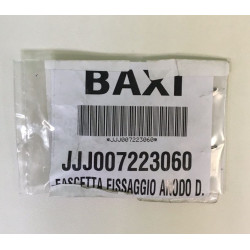 BAXI
*JJJ007223060*
JJJ007223060
FASCETTA FISSAGGIO ANODO D.